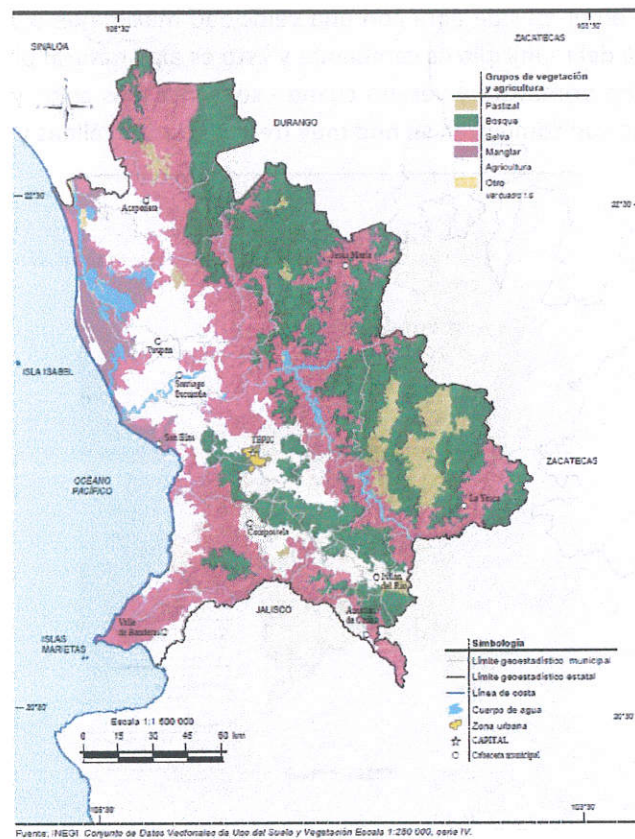 SINALOA
ZACATECAS
DURANGO
Grupos de vegetación
y agricultura
Pastizal
Bosque
Selva
Manglar
Agricultura
Otro
105°30'
22°30'
22°30'
Acaponeta
Jesús María
Tuxpan
ISLA ISABEL
Santiago
Ixcuintla
San Blas
TEPIC
OCÉANO
PACÍFICO
ZACATECAS
La Yesca
Compostela
Ixtlán
del Río
JALISCO
Valle
de Banderas
ISLAS
MARIETAS
Simbología
Límite geoestadístico municipal
Límite geoestadístico estatal
Línea de costa
Cuerpo de agua
Zona urbana
CAPITAL
Cabecera municipal
20°30'
20°30'
Escala 1:1 600 000
0 15 30 45 60 km
105°30'
103°30'
Fuente: INEGI. Conjunto de Datos Vectoriales de Uso del Suelo y Vegetación Escala 1:250 000, serie IV.